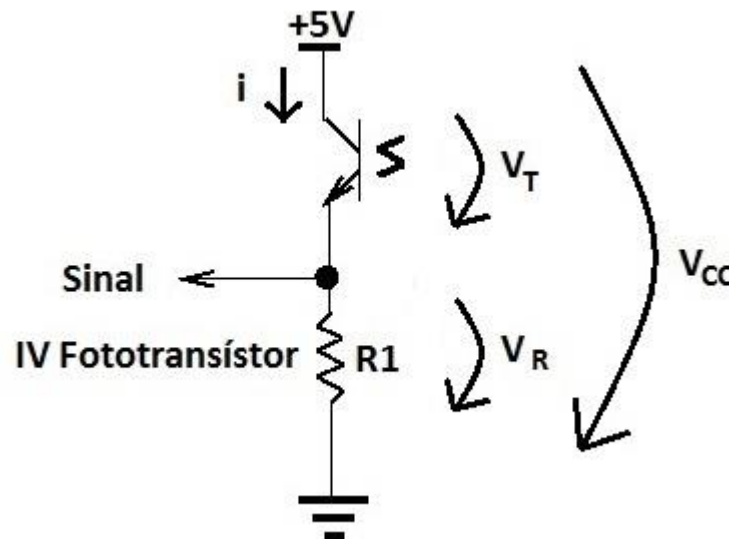 +5V
i
V_T
Sinal
V_CC
IV Fototransístor R1
V_R